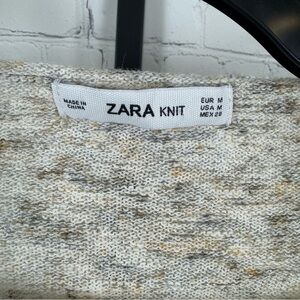 MADE IN
CHINA
ZARA KNIT
EUR M
USA M
MEX 28